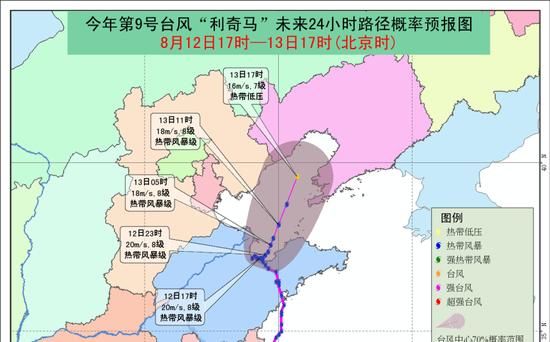 今年第9号台风“利奇马”未来24小时路径概率预报图
8月12日17时—13日17时(北京时)
13日17时
16m/s,7级
热带低压
13日11时
18m/s,8级
热带风暴级
13日05时
18m/s,8级
热带风暴级
12日23时
20m/s,8级
热带风暴级
12日17时
20m/s,8级
热带风暴级
图例
热带低压
热带风暴
强热带风暴
台风
强台风
超强台风
台风中心70%概率范围